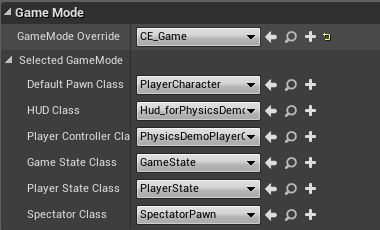 Game Mode
GameMode Override CE_Game
Selected GameMode
Default Pawn Class PlayerCharacter
HUD Class Hud_forPhysicsDemo
Player Controller Cla PhysicsDemoPlayerC
Game State Class GameState
Player State Class PlayerState
Spectator Class SpectatorPawn